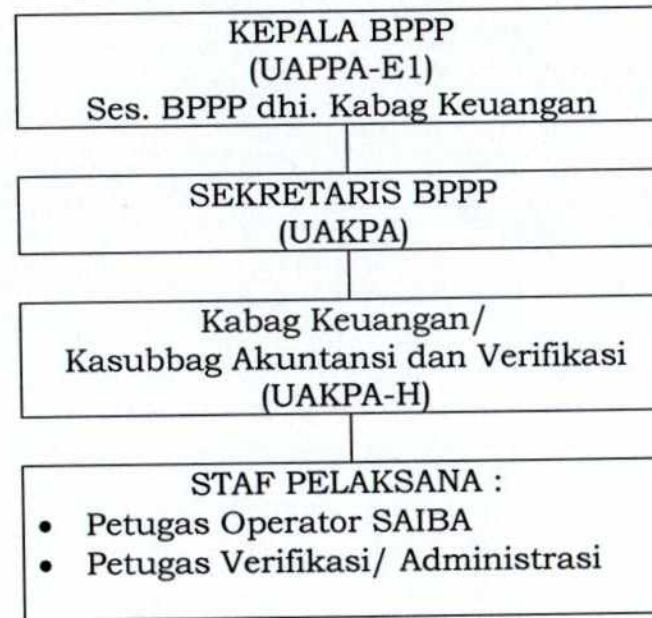 KEPALA BPPP
(UAPPA-E1)
Ses. BPPP dhi. Kabag Keuangan
SEKRETARIS BPPP
(UAKPA)
Kabag Keuangan/
Kasubbag Akuntansi dan Verifikasi
(UAKPA-H)
STAF PELAKSANA :
• Petugas Operator SAIBA
• Petugas Verifikasi/ Administrasi